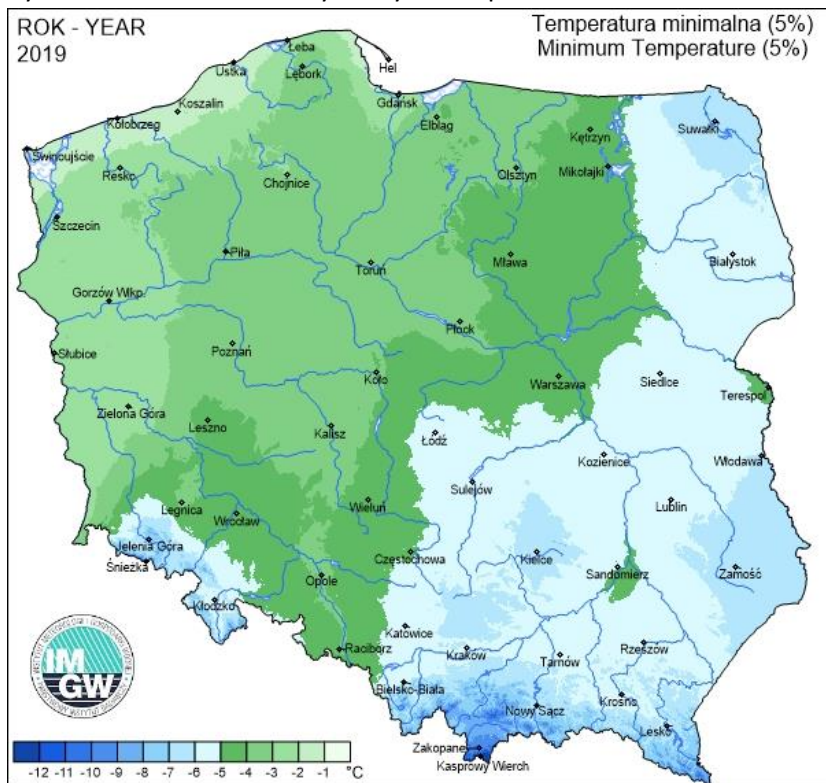 ROK - YEAR
2019
Temperatura minimalna (5%)
Minimum Temperature (5%)
Łeba
Hel
Ustka
Lębork
Koszalin
Gdańsk
Kołobrzeg
Elbląg
Kętrzyn
Suwałki
Świnoujście
Resko
Chojnice
Olsztyn
Mikołajki
Szczecin
Piła
Toruń
Mława
Białystok
Gorzów Wlkp.
Płock
Słubice
Poznań
Koło
Warszawa
Siedlce
Terespol
Zielona Góra
Leszno
Kalisz
Łódź
Kozienice
Włodawa
Sulejów
Legnica
Wrocław
Wieluń
Lublin
Jelenia Góra
Śnieżka
Częstochowa
Kielce
Sandomierz
Zamość
Opole
Kłodzko
Katowice
Racibórz
Kraków
Tarnów
Rzeszów
Bielsko-Biała
Nowy Sącz
Krosno
Lesko
Zakopane
Kasprowy Wierch
IM
GW
-12 -11 -10 -9 -8 -7 -6 -5 -4 -3 -2 -1 °C